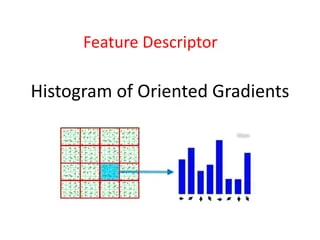 Feature Descriptor
Histogram of Oriented Gradients